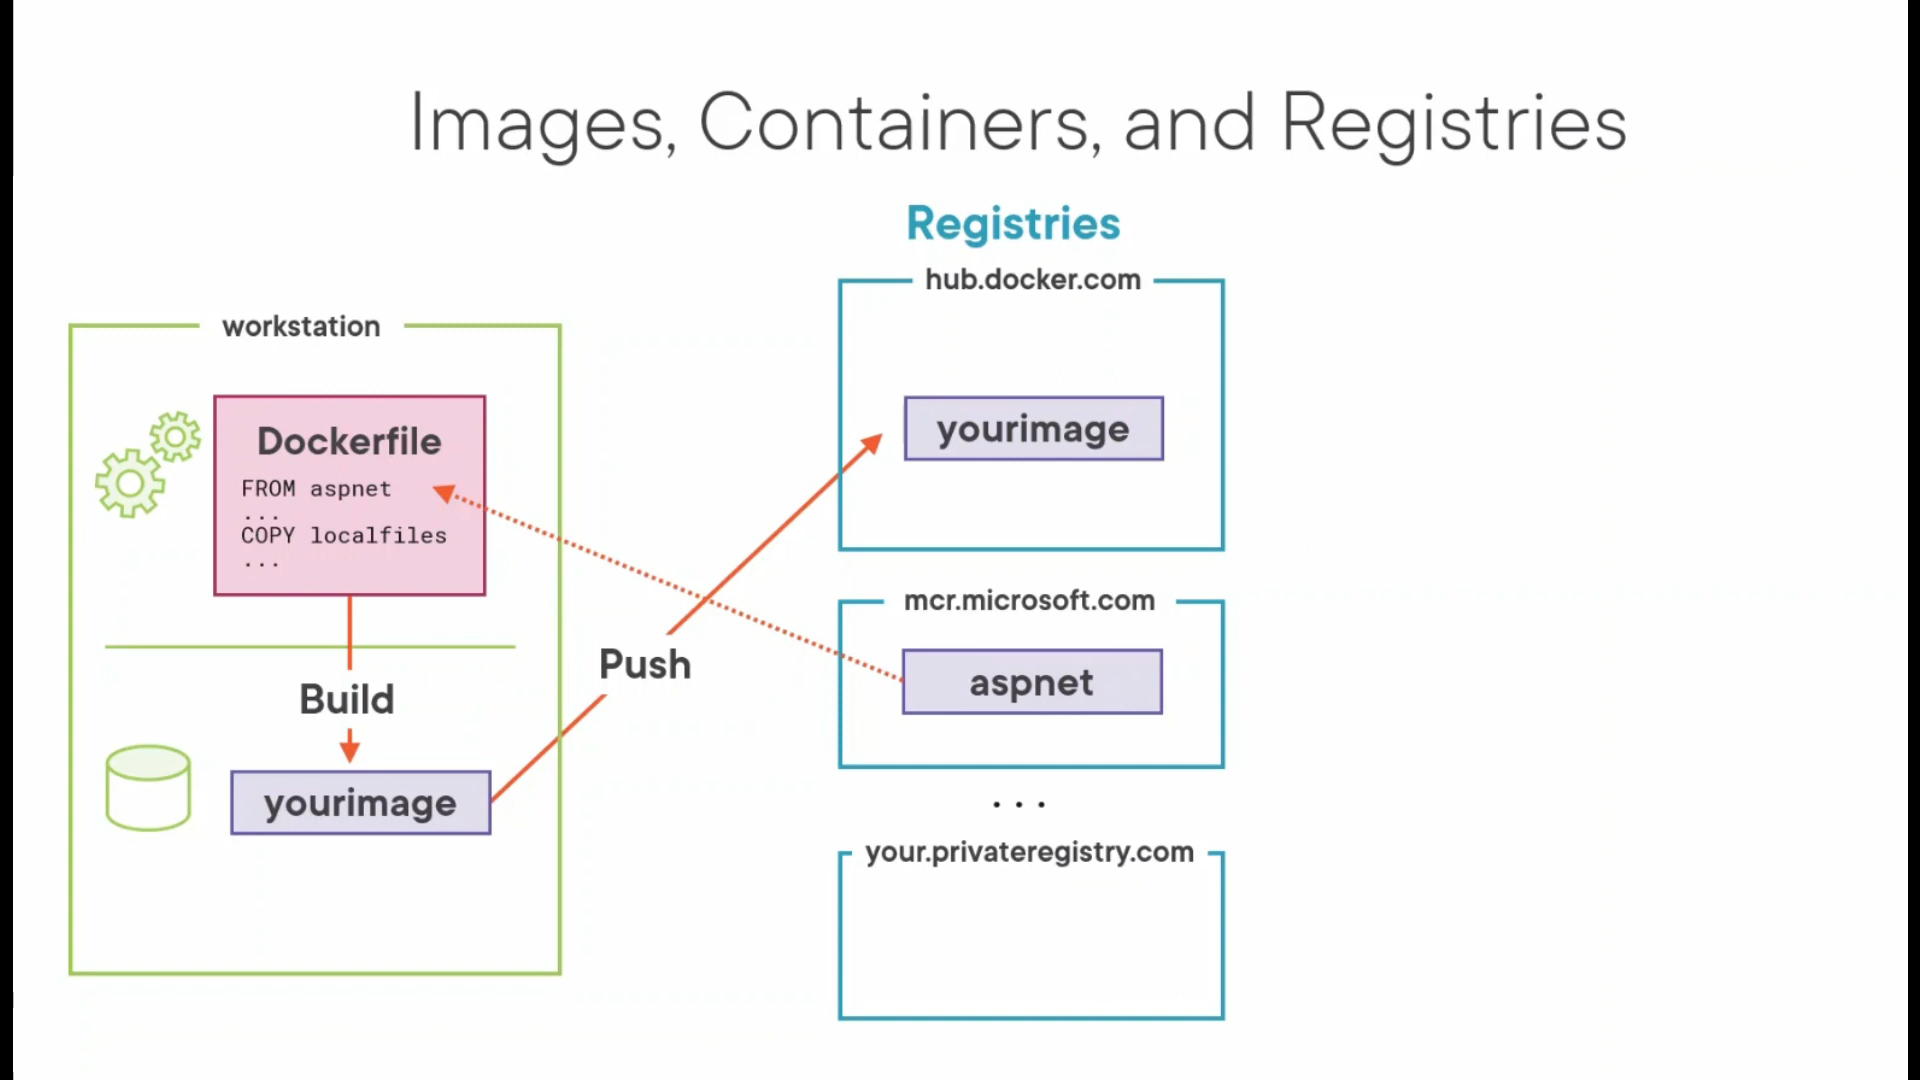 Images, Containers, and Registries
Registries
hub.docker.com
yourimage
workstation
Dockerfile
FROM aspnet
...
COPY localfiles
...
Build
yourimage
Push
mcr.microsoft.com
aspnet
...
your.privateregistry.com